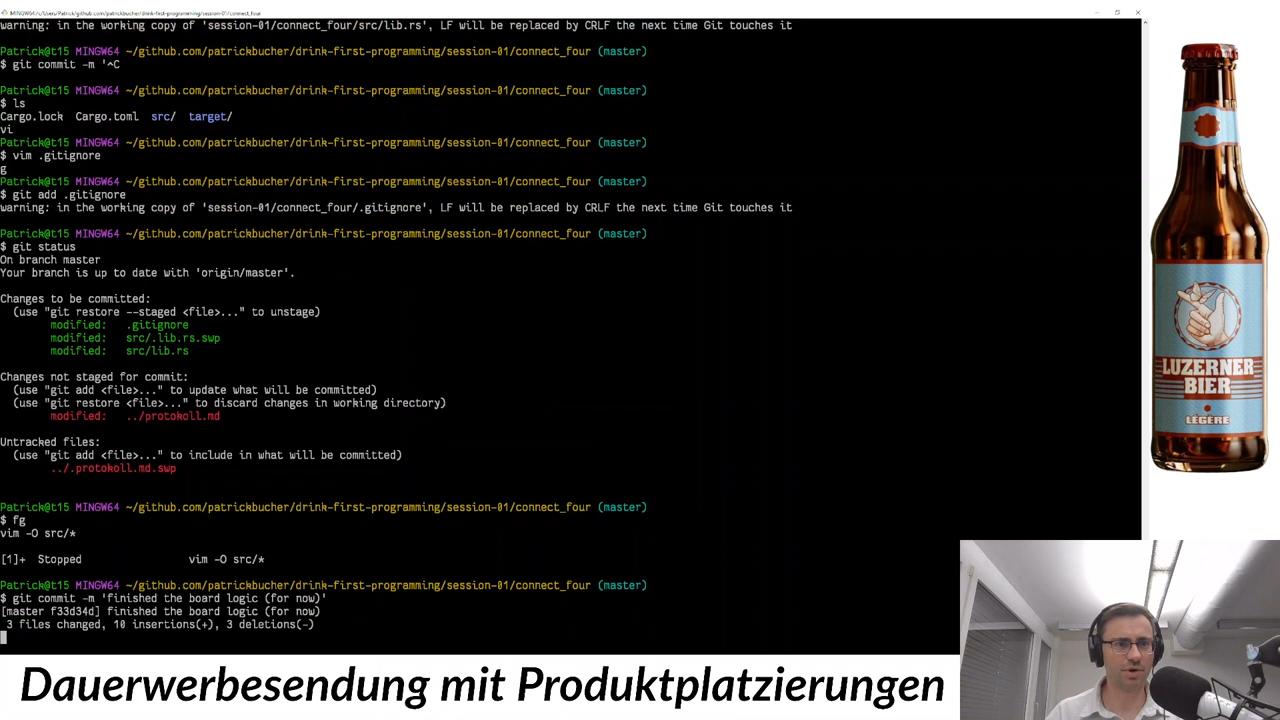 MINGW64:/c/Users/Patrick/github.com/patrickbucher/drink-first-programming/session-01/connect_four
warning: in the working copy of 'session-01/connect_four/src/lib.rs', LF will be replaced by CRLF the next time Git touches it
Patrick@t15 MINGW64 ~/github.com/patrickbucher/drink-first-programming/session-01/connect_four (master)
$ git commit -m '^C
Patrick@t15 MINGW64 ~/github.com/patrickbucher/drink-first-programming/session-01/connect_four (master)
$ ls
Cargo.lock  Cargo.toml  src/  target/
vi
Patrick@t15 MINGW64 ~/github.com/patrickbucher/drink-first-programming/session-01/connect_four (master)
$ vim .gitignore
g
Patrick@t15 MINGW64 ~/github.com/patrickbucher/drink-first-programming/session-01/connect_four (master)
$ git add .gitignore
warning: in the working copy of 'session-01/connect_four/.gitignore', LF will be replaced by CRLF the next time Git touches it
Patrick@t15 MINGW64 ~/github.com/patrickbucher/drink-first-programming/session-01/connect_four (master)
$ git status
On branch master
Your branch is up to date with 'origin/master'.
Changes to be committed:
(use "git restore --staged <file>..." to unstage)
modified:   .gitignore
modified:   src/.lib.rs.swp
modified:   src/lib.rs
Changes not staged for commit:
(use "git add <file>..." to update what will be committed)
(use "git restore <file>..." to discard changes in working directory)
modified:   ../protokoll.md
Untracked files:
(use "git add <file>..." to include in what will be committed)
../.protokoll.md.swp
Patrick@t15 MINGW64 ~/github.com/patrickbucher/drink-first-programming/session-01/connect_four (master)
$ fg
vim -O src/*
[1]+  Stopped                 vim -O src/*
Patrick@t15 MINGW64 ~/github.com/patrickbucher/drink-first-programming/session-01/connect_four (master)
$ git commit -m 'finished the board logic (for now)'
[master f33d34d] finished the board logic (for now)
3 files changed, 10 insertions(+), 3 deletions(-)
LUZERNER
BIER
LÉGÈRE
Dauerwerbesendung mit Produktplatzierungen